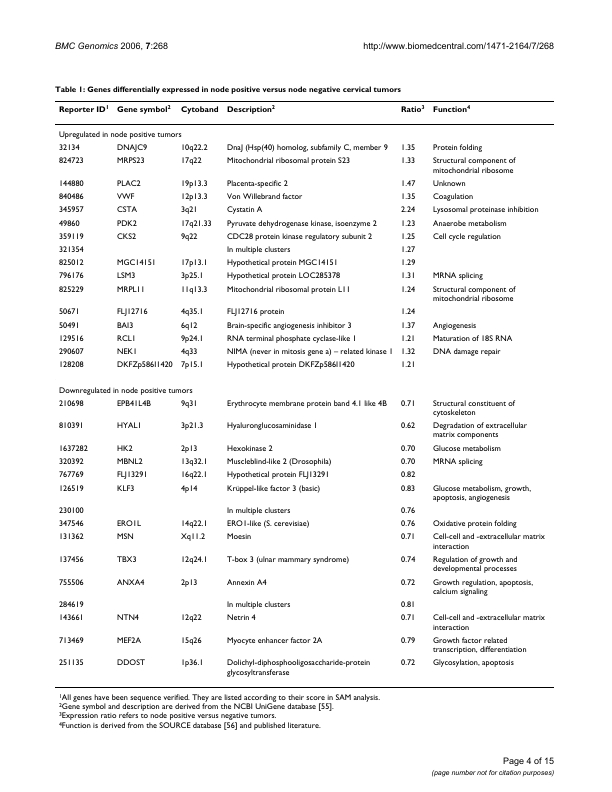 BMC Genomics 2006, 7:268 http://www.biomedcentral.com/1471-2164/7/268
Table 1: Genes differentially expressed in node positive versus node negative cervical tumors
Reporter ID1 Gene symbol2 Cytoband Description2 Ratio3 Function4
Upregulated in node positive tumors
32134 DNAJC9 10q22.2 DnaJ (Hsp(40) homolog, subfamily C, member 9 1.35 Protein folding
824723 MRPS23 17q22 Mitochondrial ribosomal protein S23 1.33 Structural component of
mitochondrial ribosome
144880 PLAC2 19p13.3 Placenta-specific 2 1.47 Unknown
840486 VWF 12p13.3 Von Willebrand factor 1.35 Coagulation
345957 CSTA 3q21 Cystatin A 2.24 Lysosomal proteinase inhibition
49860 PDK2 17q21.33 Pyruvate dehydrogenase kinase, isoenzyme 2 1.23 Anaerobe metabolism
359119 CKS2 9q22 CDC28 protein kinase regulatory subunit 2 1.25 Cell cycle regulation
321354 In multiple clusters 1.27
825012 MGC14151 17p13.1 Hypothetical protein MGC14151 1.29
796176 LSM3 3p25.1 Hypothetical protein LOC285378 1.31 MRNA splicing
825229 MRPL11 11q13.3 Mitochondrial ribosomal protein L11 1.24 Structural component of
mitochondrial ribosome
50671 FLJ12716 4q35.1 FLJ12716 protein 1.24
50491 BAI3 6q12 Brain-specific angiogenesis inhibitor 3 1.37 Angiogenesis
129516 RCL1 9p24.1 RNA terminal phosphate cyclase-like 1 1.21 Maturation of 18S RNA
290607 NEK1 4q33 NIMA (never in mitosis gene a) – related kinase 1 1.32 DNA damage repair
128208 DKFZp586I1420 7p15.1 Hypothetical protein DKFZp586I1420 1.21
Downregulated in node positive tumors
210698 EPB41L4B 9q31 Erythrocyte membrane protein band 4.1 like 4B 0.71 Structural constituent of
cytoskeleton
810391 HYAL1 3p21.3 Hyaluronglucosaminidase 1 0.62 Degradation of extracellular
matrix components
1637282 HK2 2p13 Hexokinase 2 0.70 Glucose metabolism
320392 MBNL2 13q32.1 Muscleblind-like 2 (Drosophila) 0.70 MRNA splicing
767769 FLJ13291 16q22.1 Hypothetical protein FLJ13291 0.82
126519 KLF3 4p14 Krüppel-like factor 3 (basic) 0.83 Glucose metabolism, growth,
apoptosis, angiogenesis
230100 In multiple clusters 0.76
347546 ERO1L 14q22.1 ERO1-like (S. cerevisiae) 0.76 Oxidative protein folding
131362 MSN Xq11.2 Moesin 0.71 Cell-cell and -extracellular matrix
interaction
137456 TBX3 12q24.1 T-box 3 (ulnar mammary syndrome) 0.74 Regulation of growth and
developmental processes
755506 ANXA4 2p13 Annexin A4 0.72 Growth regulation, apoptosis,
calcium signaling
284619 In multiple clusters 0.81
143661 NTN4 12q22 Netrin 4 0.71 Cell-cell and -extracellular matrix
interaction
713469 MEF2A 15q26 Myocyte enhancer factor 2A 0.79 Growth factor related
transcription, differentiation
251135 DDOST 1p36.1 Dolichyl-diphosphooligosaccharide-protein 0.72 Glycosylation, apoptosis
glycosyltransferase
1All genes have been sequence verified. They are listed according to their score in SAM analysis.
2Gene symbol and description are derived from the NCBI UniGene database [55].
3Expression ratio refers to node positive versus negative tumors.
4Function is derived from the SOURCE database [56] and published literature.
Page 4 of 15
(page number not for citation purposes)